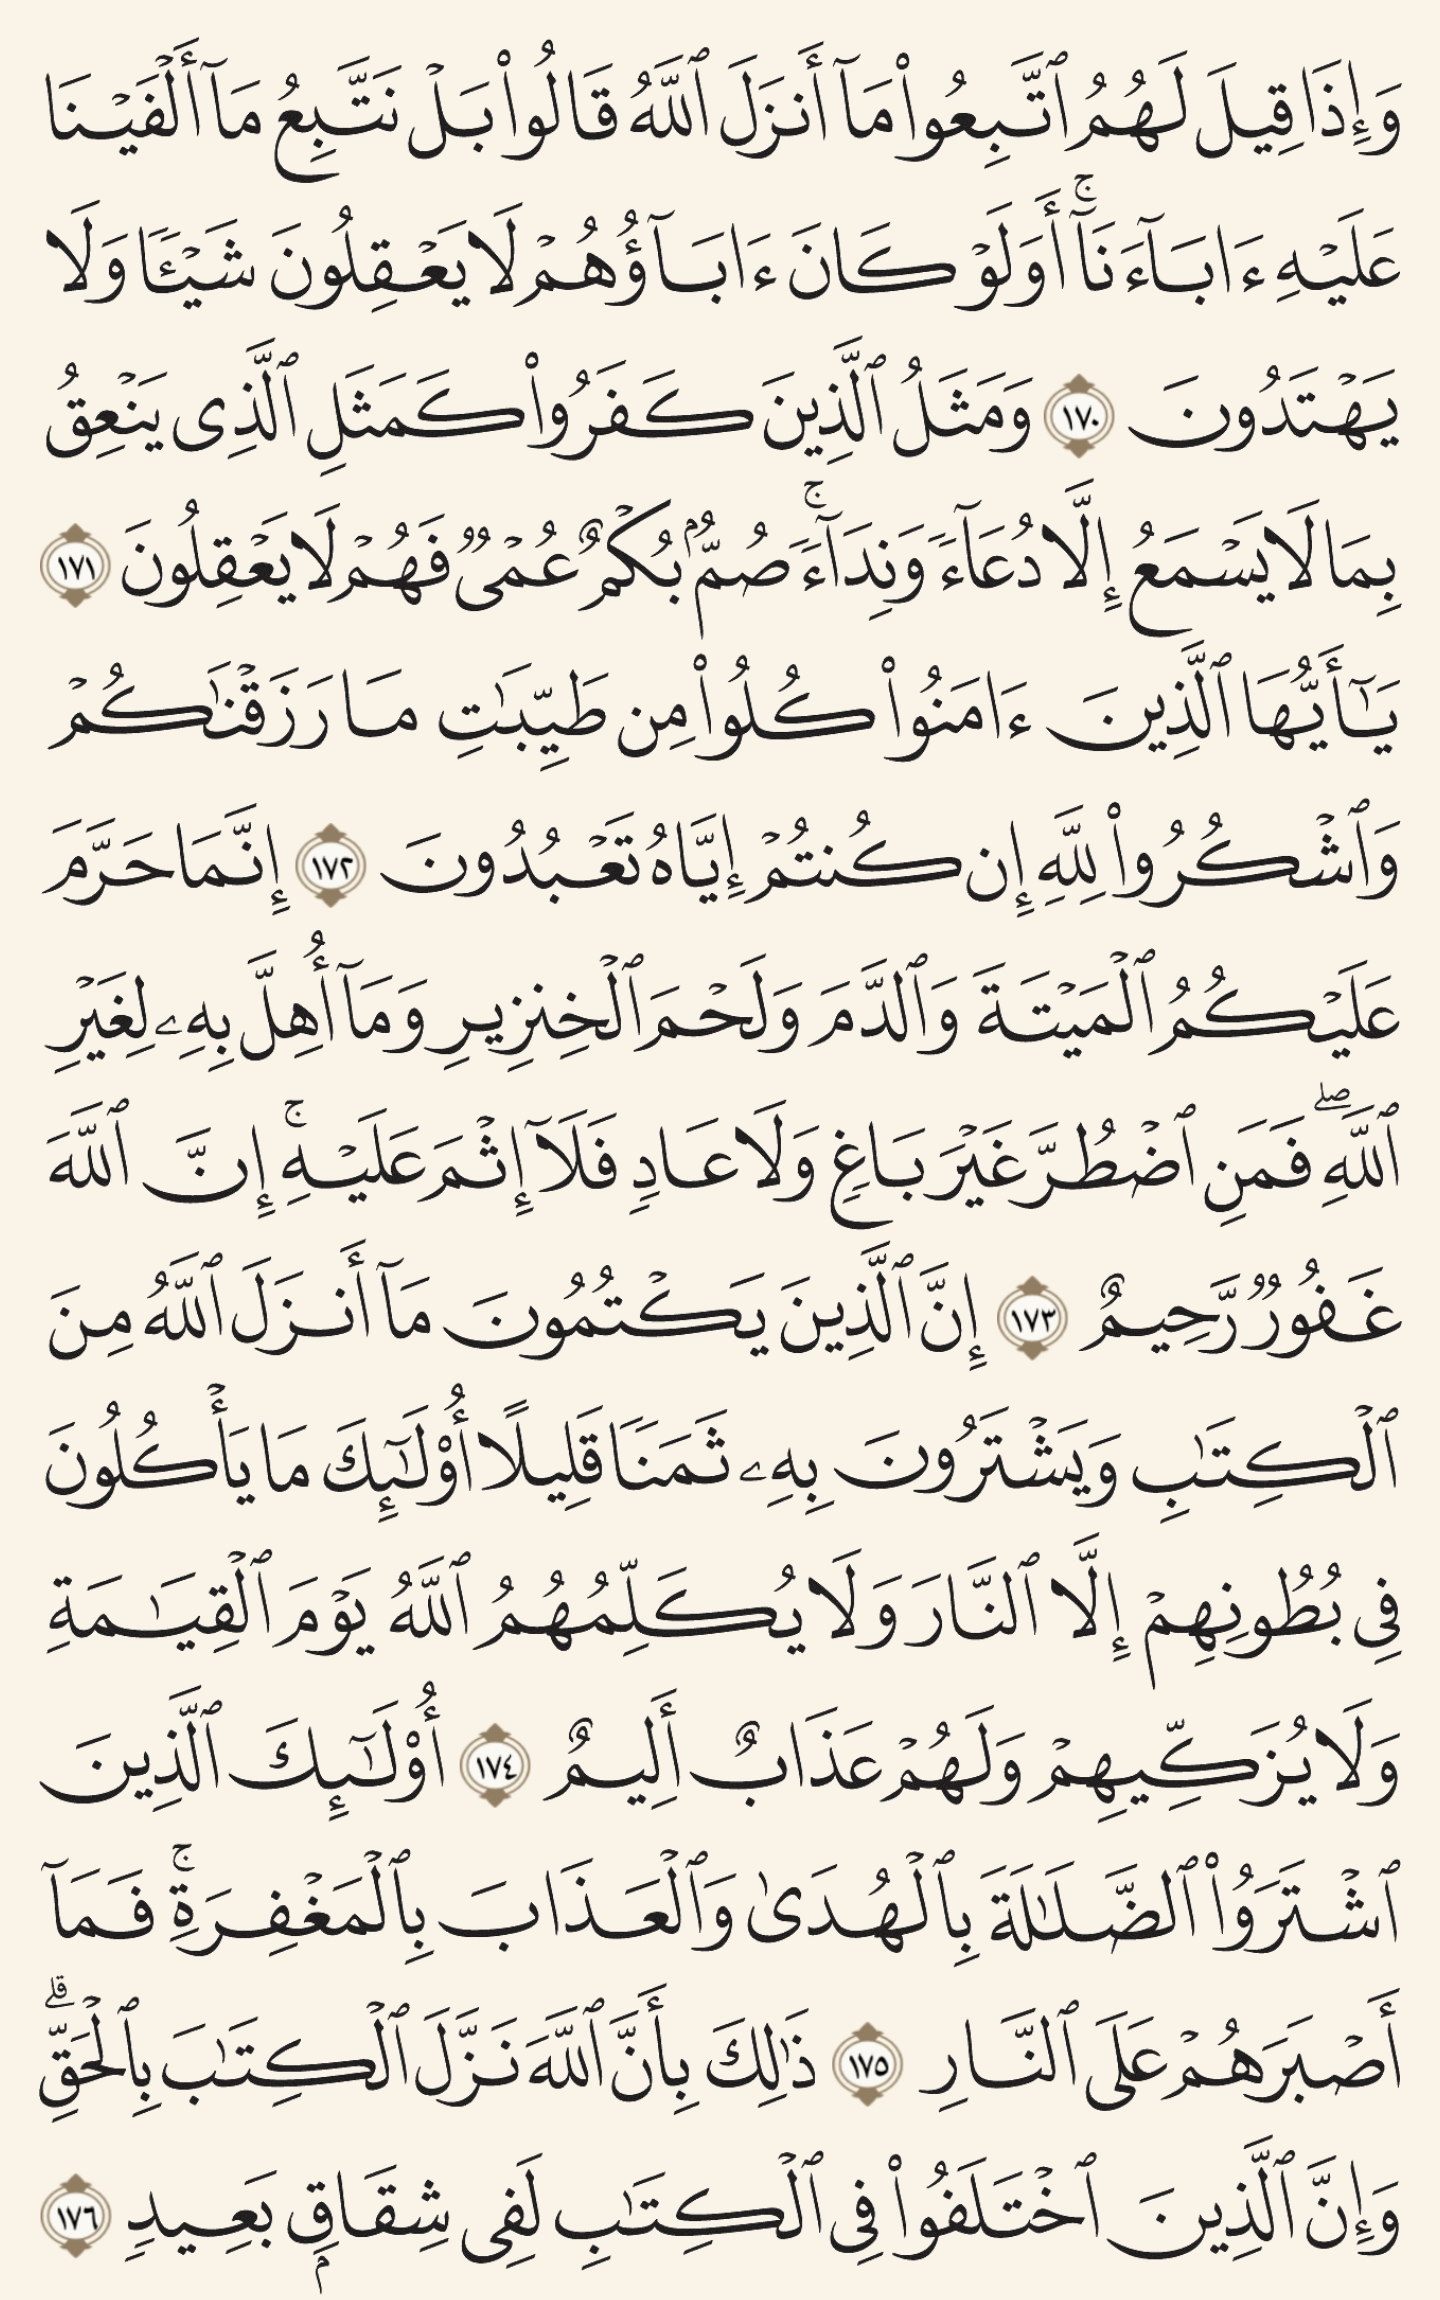 وَإِذَا قِيلَ لَهُمُ ٱتَّبِعُوا۟ مَآ أَنزَلَ ٱللَّهُ قَالُوا۟ بَلْ نَتَّبِعُ مَآ أَلْفَيْنَا
عَلَيْهِ ءَابَآءَنَآ ۚ أَوَلَوْ كَانَ ءَابَآؤُهُمْ لَا يَعْقِلُونَ شَيْـًٔا وَلَا
يَهْتَدُونَ ١٧٠ وَمَثَلُ ٱلَّذِينَ كَفَرُوا۟ كَمَثَلِ ٱلَّذِى يَنْعِقُ
بِمَا لَا يَسْمَعُ إِلَّا دُعَآءً وَنِدَآءً ۚ صُمٌّۢ بُكْمٌ عُمْىٌ فَهُمْ لَا يَعْقِلُونَ ١٧١
يَـٰٓأَيُّهَا ٱلَّذِينَ ءَامَنُوا۟ كُلُوا۟ مِن طَيِّبَـٰتِ مَا رَزَقْنَـٰكُمْ
وَٱشْكُرُوا۟ لِلَّهِ إِن كُنتُمْ إِيَّاهُ تَعْبُدُونَ ١٧٢ إِنَّمَا حَرَّمَ
عَلَيْكُمُ ٱلْمَيْتَةَ وَٱلدَّمَ وَلَحْمَ ٱلْخِنزِيرِ وَمَآ أُهِلَّ بِهِۦ لِغَيْرِ
ٱللَّهِ ۖ فَمَنِ ٱضْطُرَّ غَيْرَ بَاغٍ وَلَا عَادٍ فَلَآ إِثْمَ عَلَيْهِ ۚ إِنَّ ٱللَّهَ
غَفُورٌ رَّحِيمٌ ١٧٣ إِنَّ ٱلَّذِينَ يَكْتُمُونَ مَآ أَنزَلَ ٱللَّهُ مِنَ
ٱلْكِتَـٰبِ وَيَشْتَرُونَ بِهِۦ ثَمَنًا قَلِيلًا أُو۟لَـٰٓئِكَ مَا يَأْكُلُونَ
فِى بُطُونِهِمْ إِلَّا ٱلنَّارَ وَلَا يُكَلِّمُهُمُ ٱللَّهُ يَوْمَ ٱلْقِيَـٰمَةِ
وَلَا يُزَكِّيهِمْ وَلَهُمْ عَذَابٌ أَلِيمٌ ١٧٤ أُو۟لَـٰٓئِكَ ٱلَّذِينَ
ٱشْتَرَوُا۟ ٱلضَّلَـٰلَةَ بِٱلْهُدَىٰ وَٱلْعَذَابَ بِٱلْمَغْفِرَةِ ۚ فَمَآ
أَصْبَرَهُمْ عَلَى ٱلنَّارِ ١٧٥ ذَٰلِكَ بِأَنَّ ٱللَّهَ نَزَّلَ ٱلْكِتَـٰبَ بِٱلْحَقِّ ۗ
وَإِنَّ ٱلَّذِينَ ٱخْتَلَفُوا۟ فِى ٱلْكِتَـٰبِ لَفِى شِقَاقٍۭ بَعِيدٍ ١٧٦